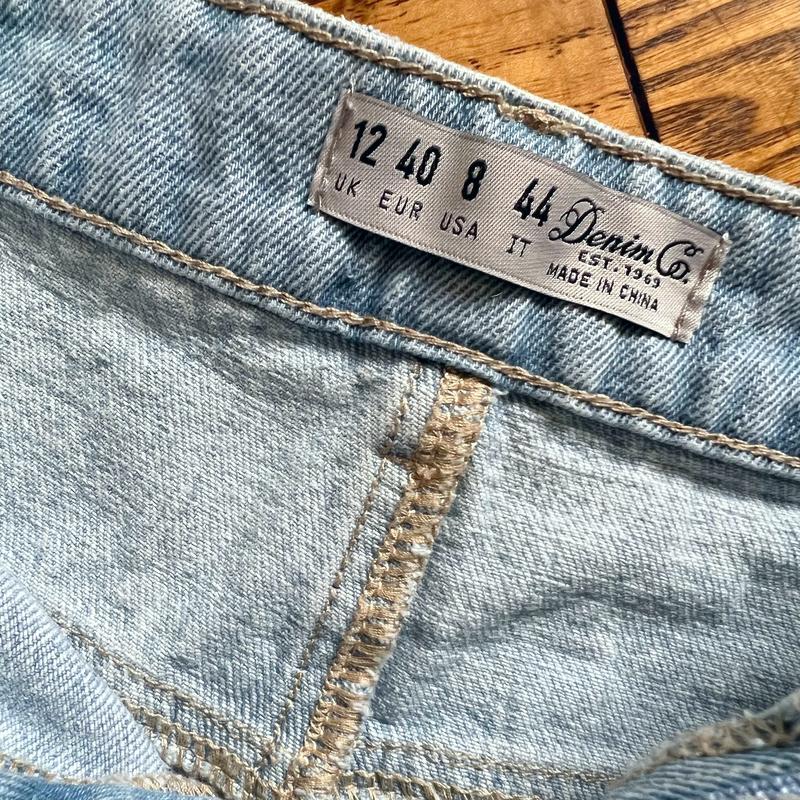 12 40 8 44
UK EUR USA IT
Denim Co.
EST. 1969
MADE IN CHINA